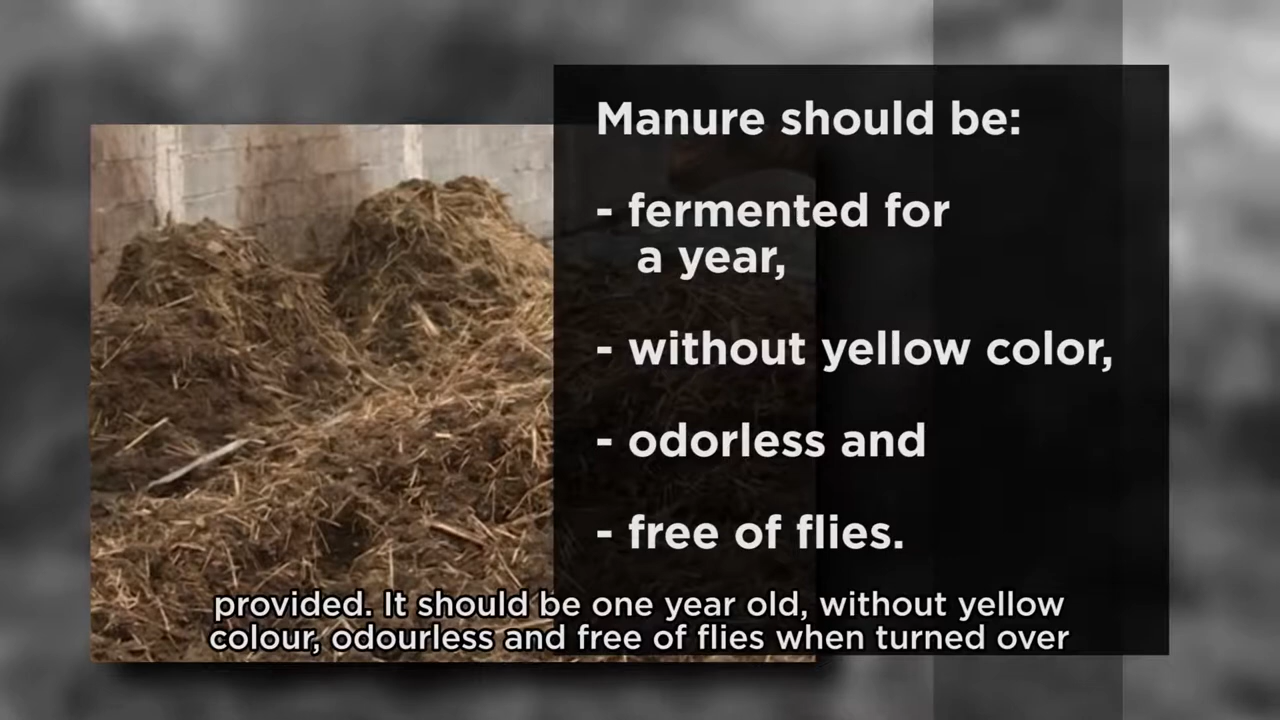 Manure should be:
- fermented for
a year,
- without yellow color,
- odorless and
- free of flies.
provided. It should be one year old, without yellow
colour, odourless and free of flies when turned over